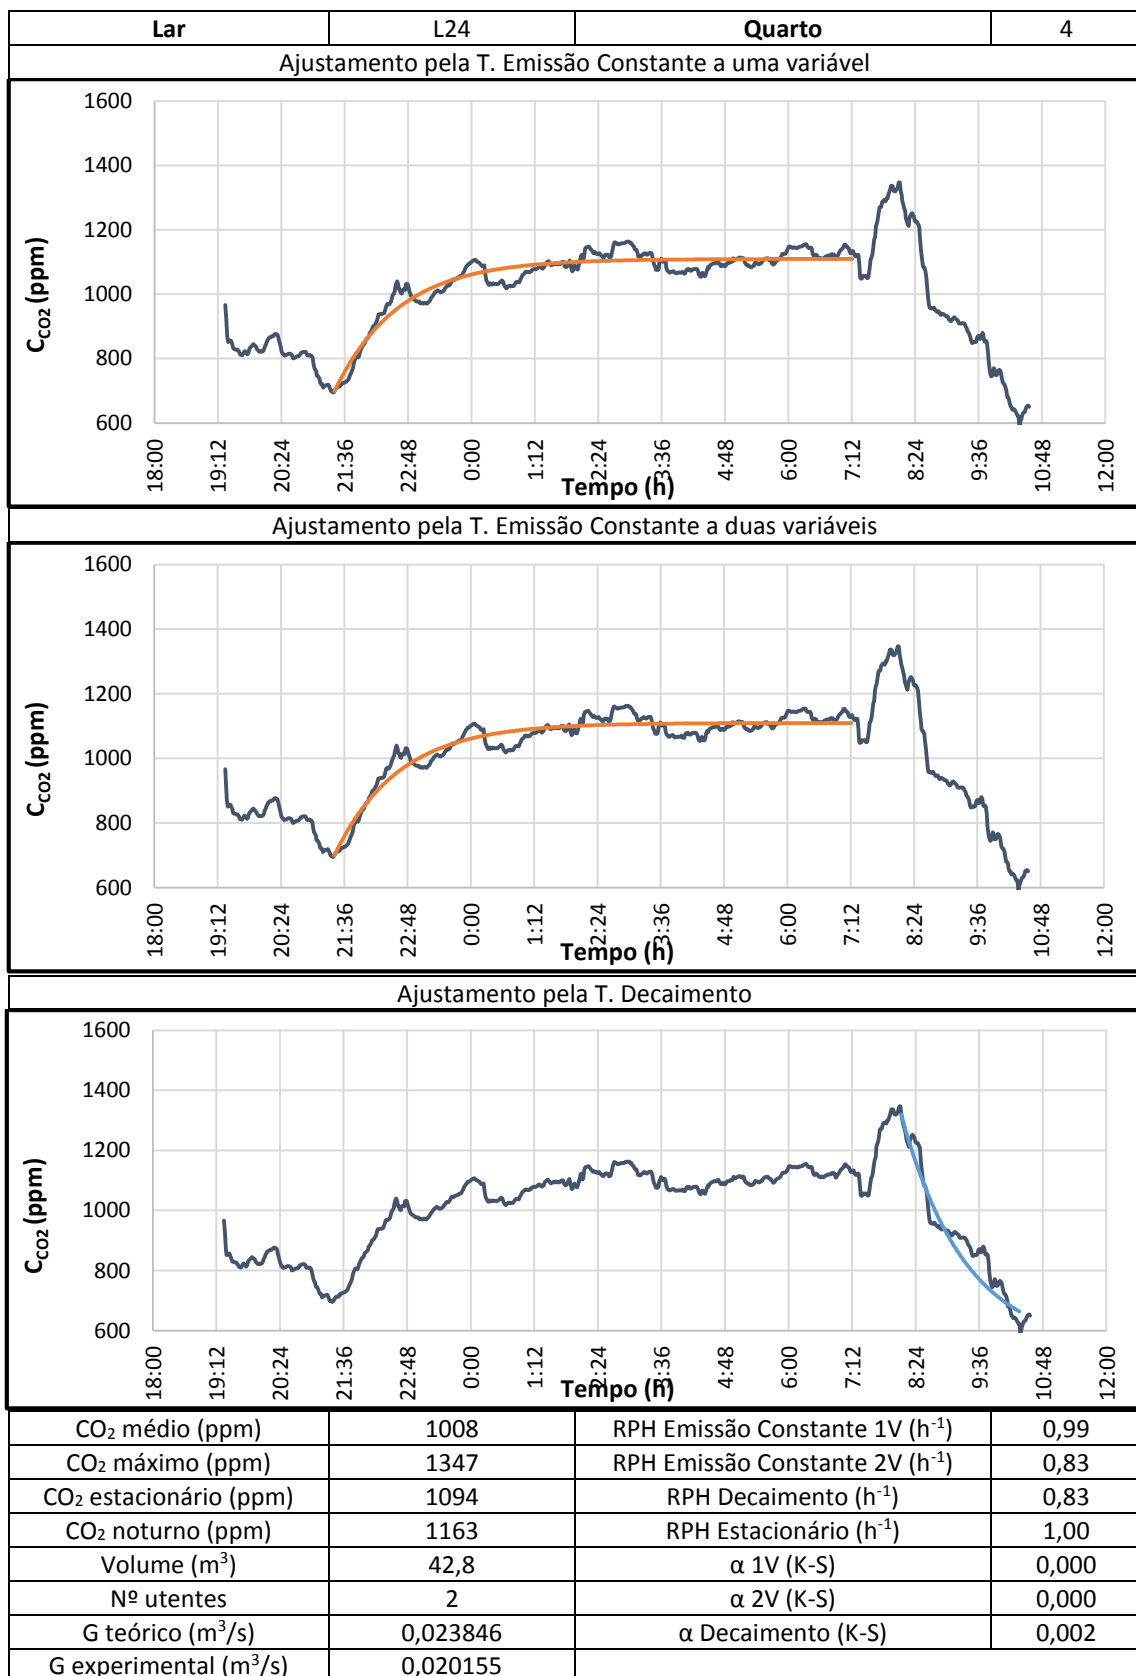 Lar L24 Quarto 4
Ajustamento pela T. Emissão Constante a uma variável
1600
1400
1200
1000
800
600
C_CO2 (ppm)
18:00 19:12 20:24 21:36 22:48 0:00 1:12 2:24 3:36 4:48 6:00 7:12 8:24 9:36 10:48 12:00
Tempo (h)
Ajustamento pela T. Emissão Constante a duas variáveis
1600
1400
1200
1000
800
600
C_CO2 (ppm)
18:00 19:12 20:24 21:36 22:48 0:00 1:12 2:24 3:36 4:48 6:00 7:12 8:24 9:36 10:48 12:00
Tempo (h)
Ajustamento pela T. Decaimento
1600
1400
1200
1000
800
600
C_CO2 (ppm)
18:00 19:12 20:24 21:36 22:48 0:00 1:12 2:24 3:36 4:48 6:00 7:12 8:24 9:36 10:48 12:00
Tempo (h)
CO₂ médio (ppm) 1008 RPH Emissão Constante 1V (h⁻¹) 0,99
CO₂ máximo (ppm) 1347 RPH Emissão Constante 2V (h⁻¹) 0,83
CO₂ estacionário (ppm) 1094 RPH Decaimento (h⁻¹) 0,83
CO₂ noturno (ppm) 1163 RPH Estacionário (h⁻¹) 1,00
Volume (m³) 42,8 α 1V (K-S) 0,000
Nº utentes 2 α 2V (K-S) 0,000
G teórico (m³/s) 0,023846 α Decaimento (K-S) 0,002
G experimental (m³/s) 0,020155